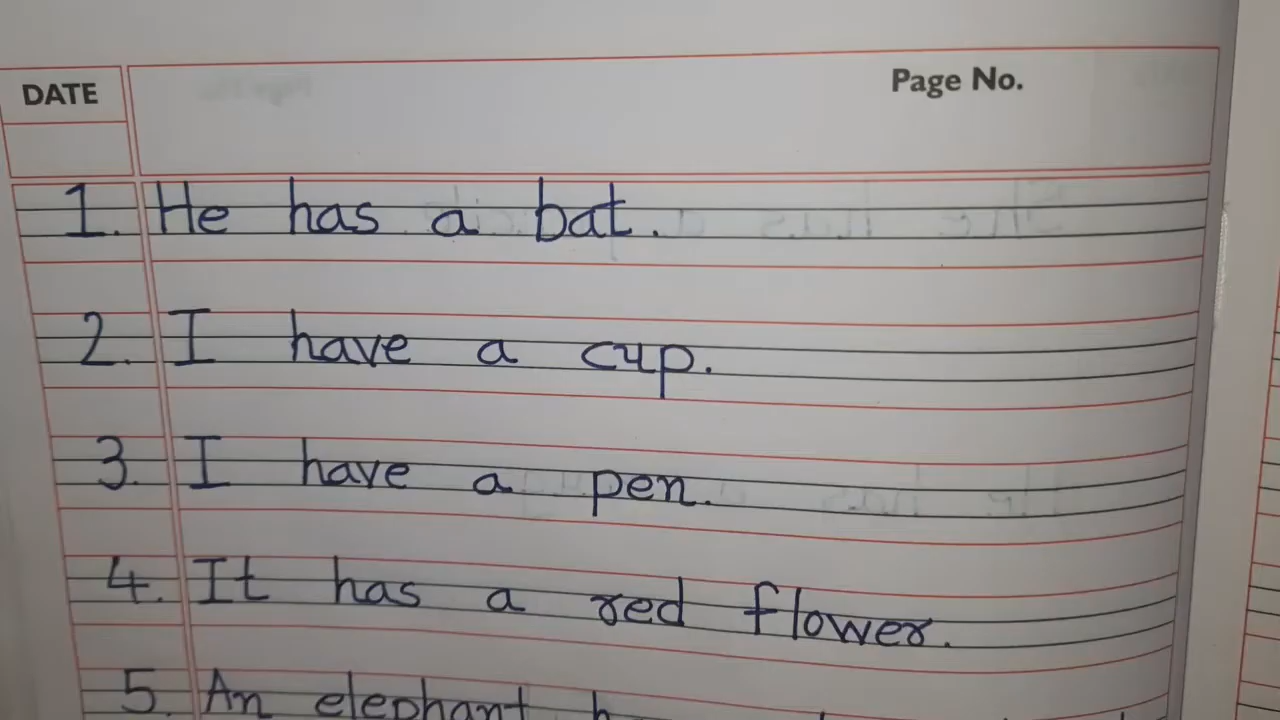 DATE Page No.
1. He has a bat.
2. I have a cup.
3. I have a pen.
4. It has a red flower.
5. An elephant